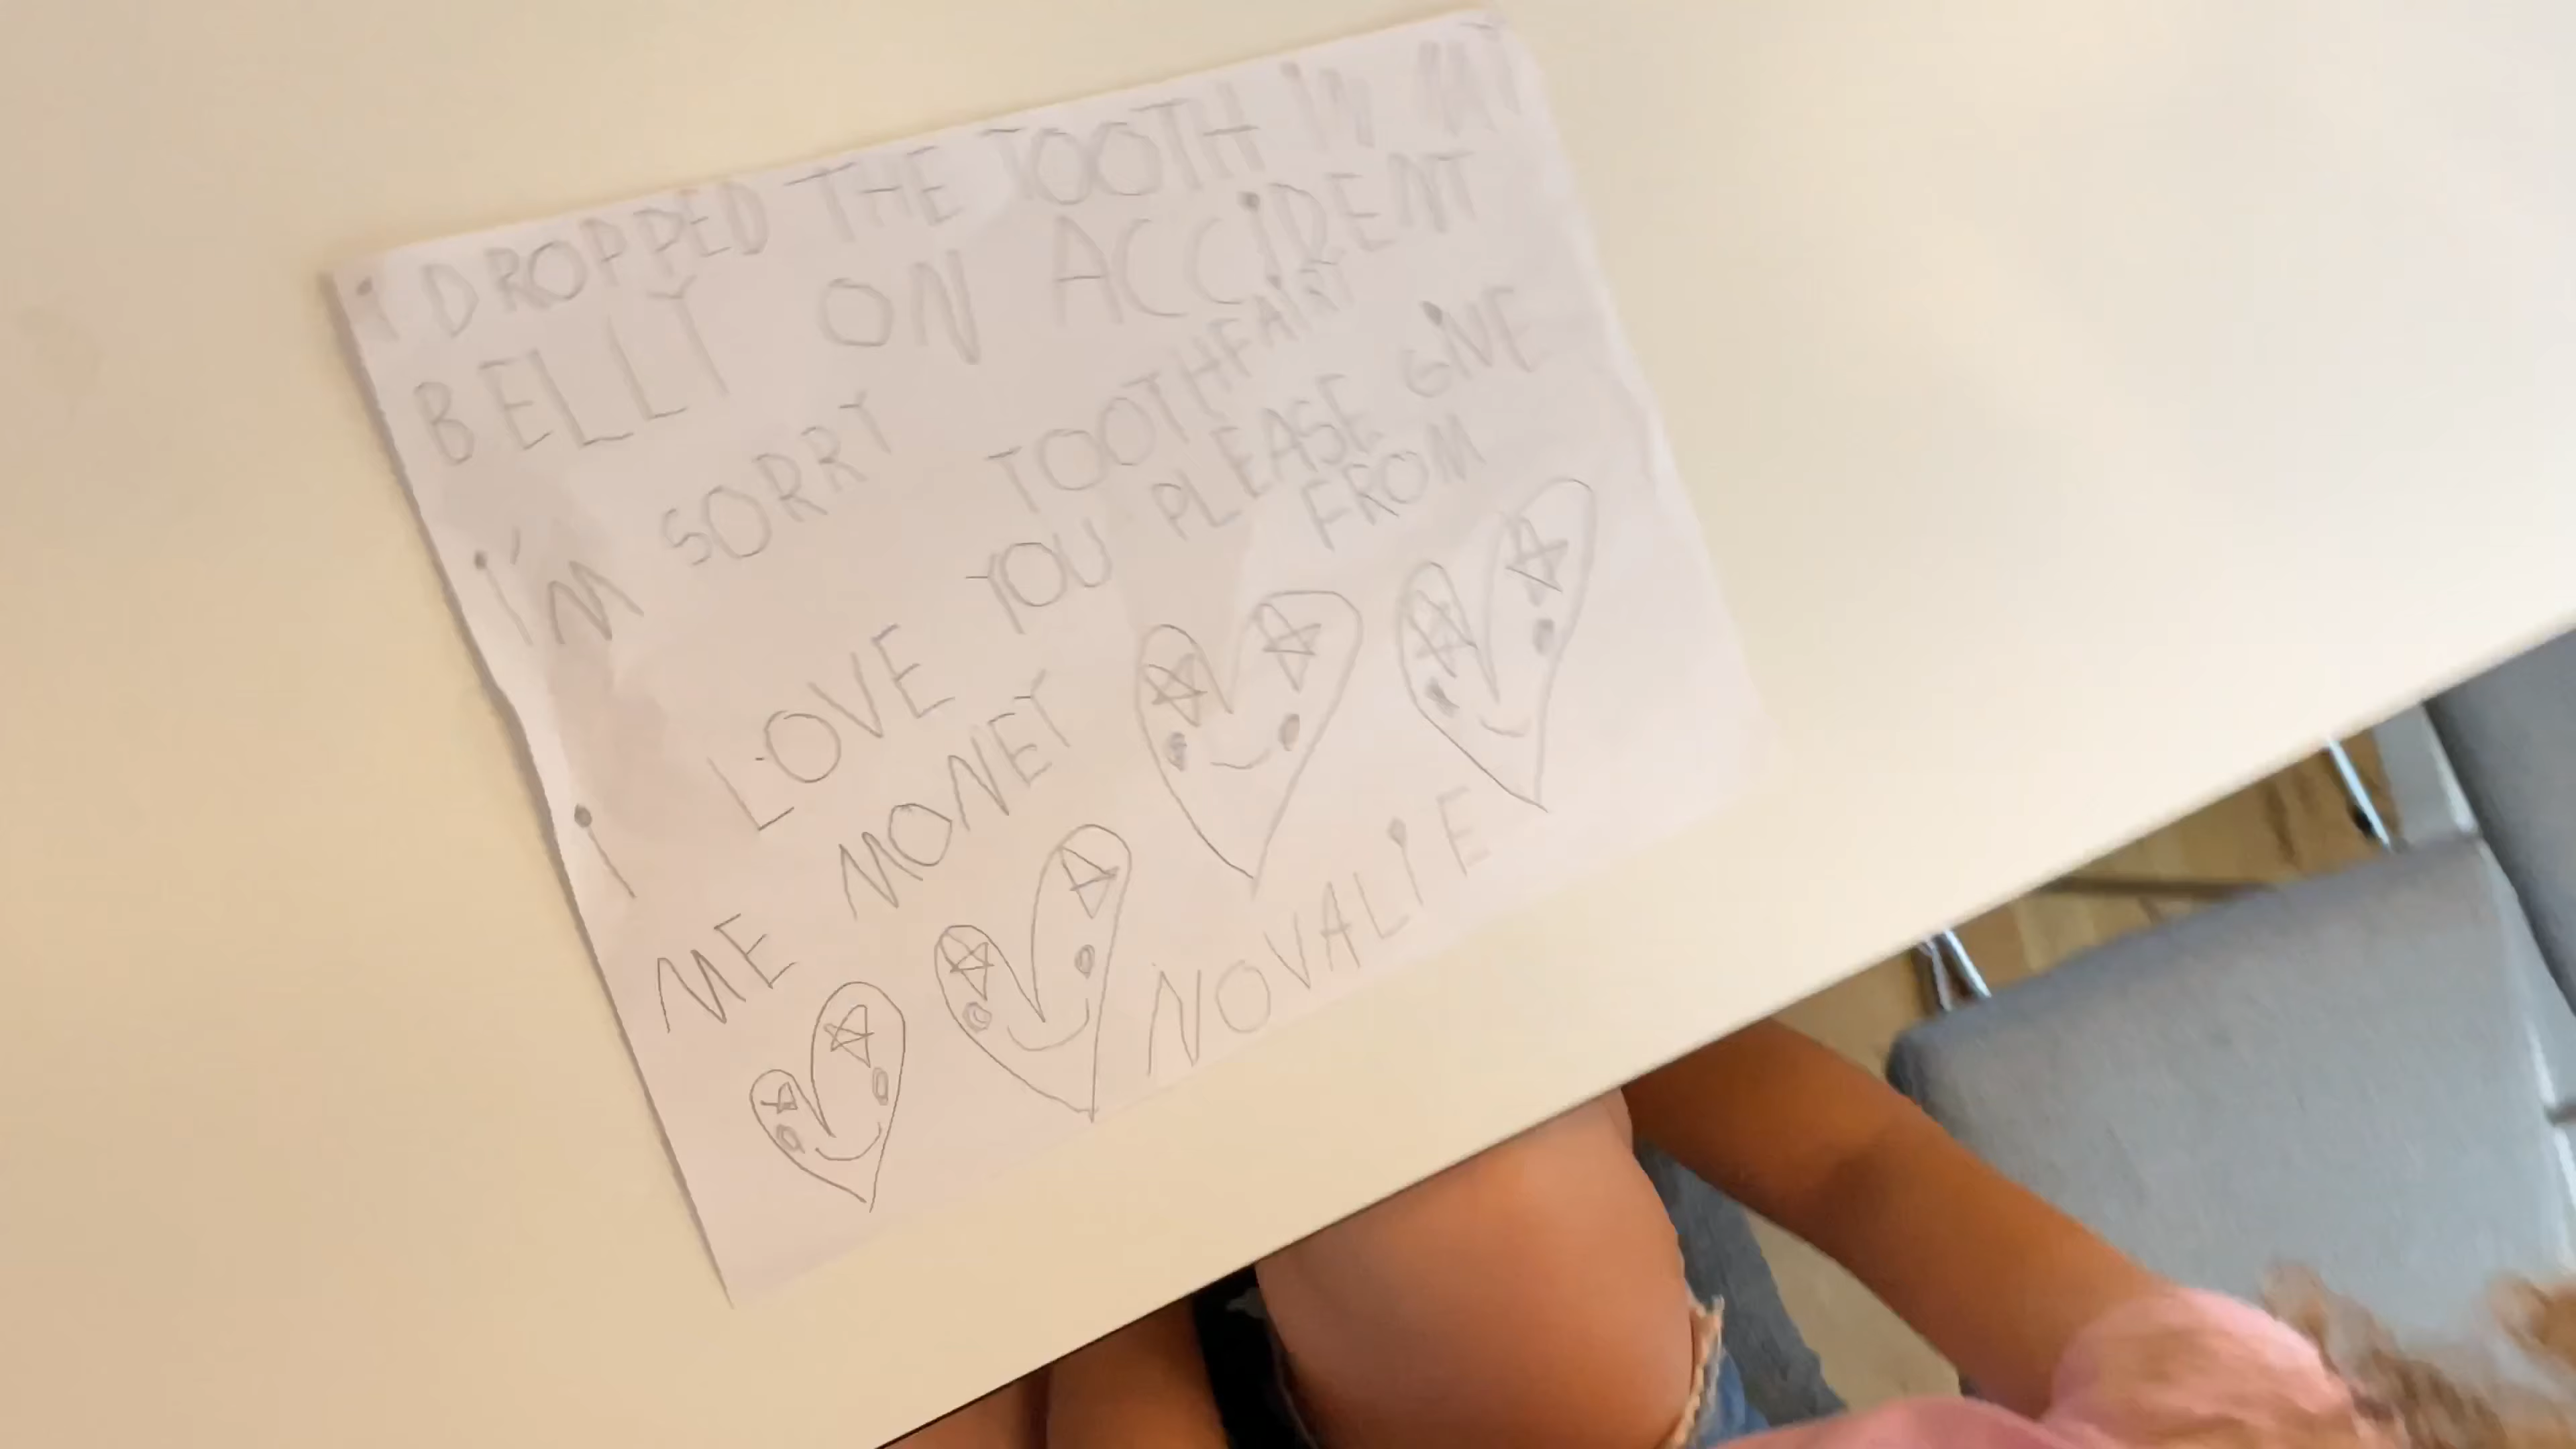 i DROPPED THE TOOTH iN MY
BELLY ON ACCiDENT
i'M SORRY TOOTHFAiRY
i LOVE YOU PLEASE GiVE
ME MONEY FROM
NOVALiE